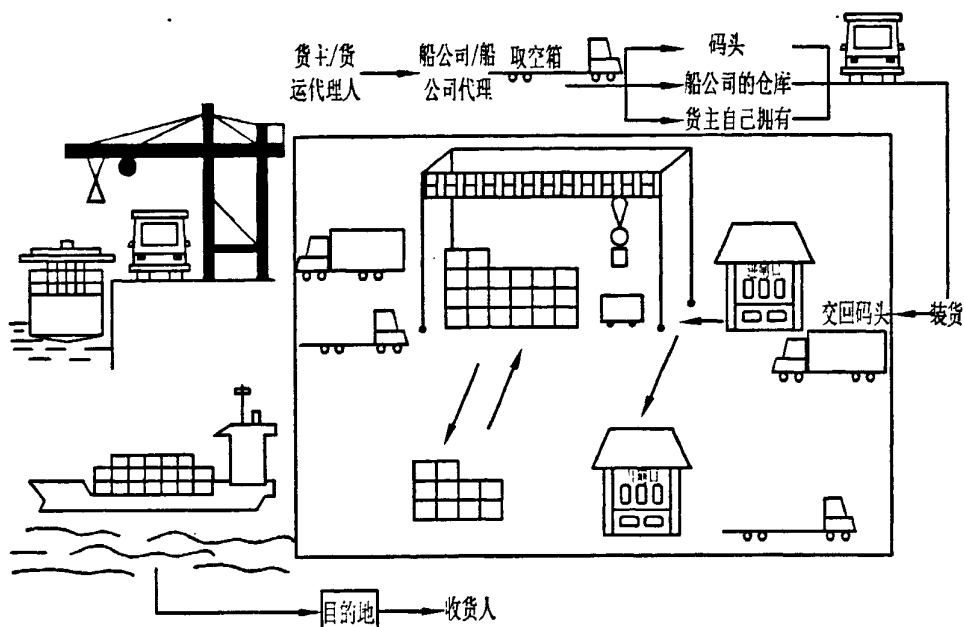 货主/货
运代理人
船公司/船
公司代理
取空箱
码头
船公司的仓库
货主自己拥有
交回码头
装货
目的地
收货人